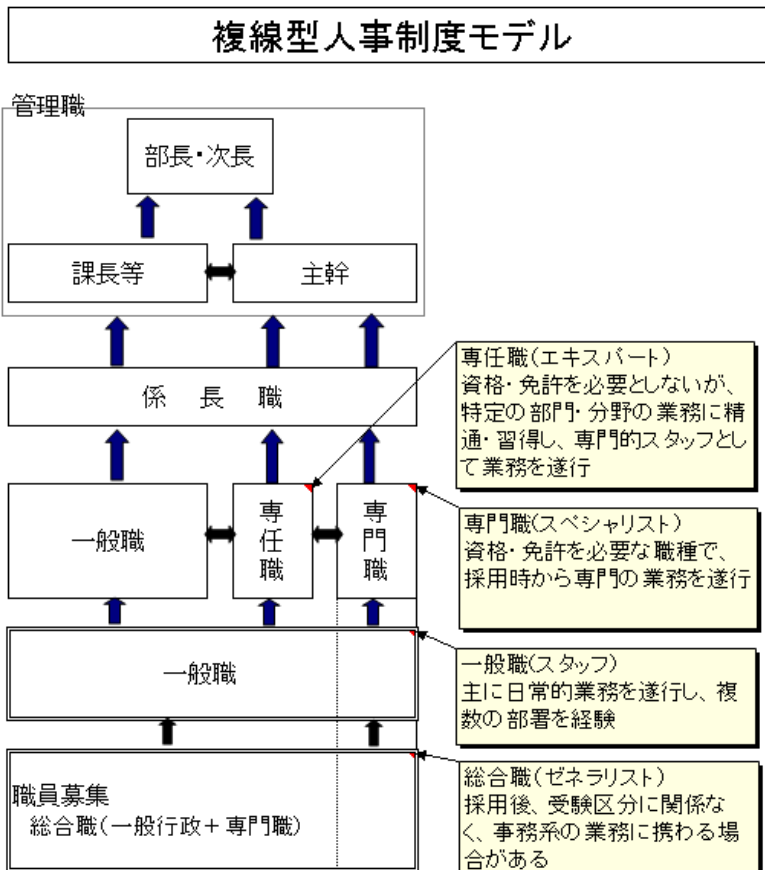 複線型人事制度モデル
管理職
部長・次長
課長等
主幹
係長職
専任職(エキスパート)
資格・免許を必要としないが、
特定の部門・分野の業務に精
通・習得し、専門的スタッフとし
て業務を遂行
一般職
専任職
専門職
専門職(スペシャリスト)
資格・免許を必要な職種で、
採用時から専門の業務を遂行
一般職
一般職(スタッフ)
主に日常的業務を遂行し、複
数の部署を経験
職員募集
総合職(一般行政+専門職)
総合職(ゼネラリスト)
採用後、受験区分に関係な
く、事務系の業務に携わる場
合がある